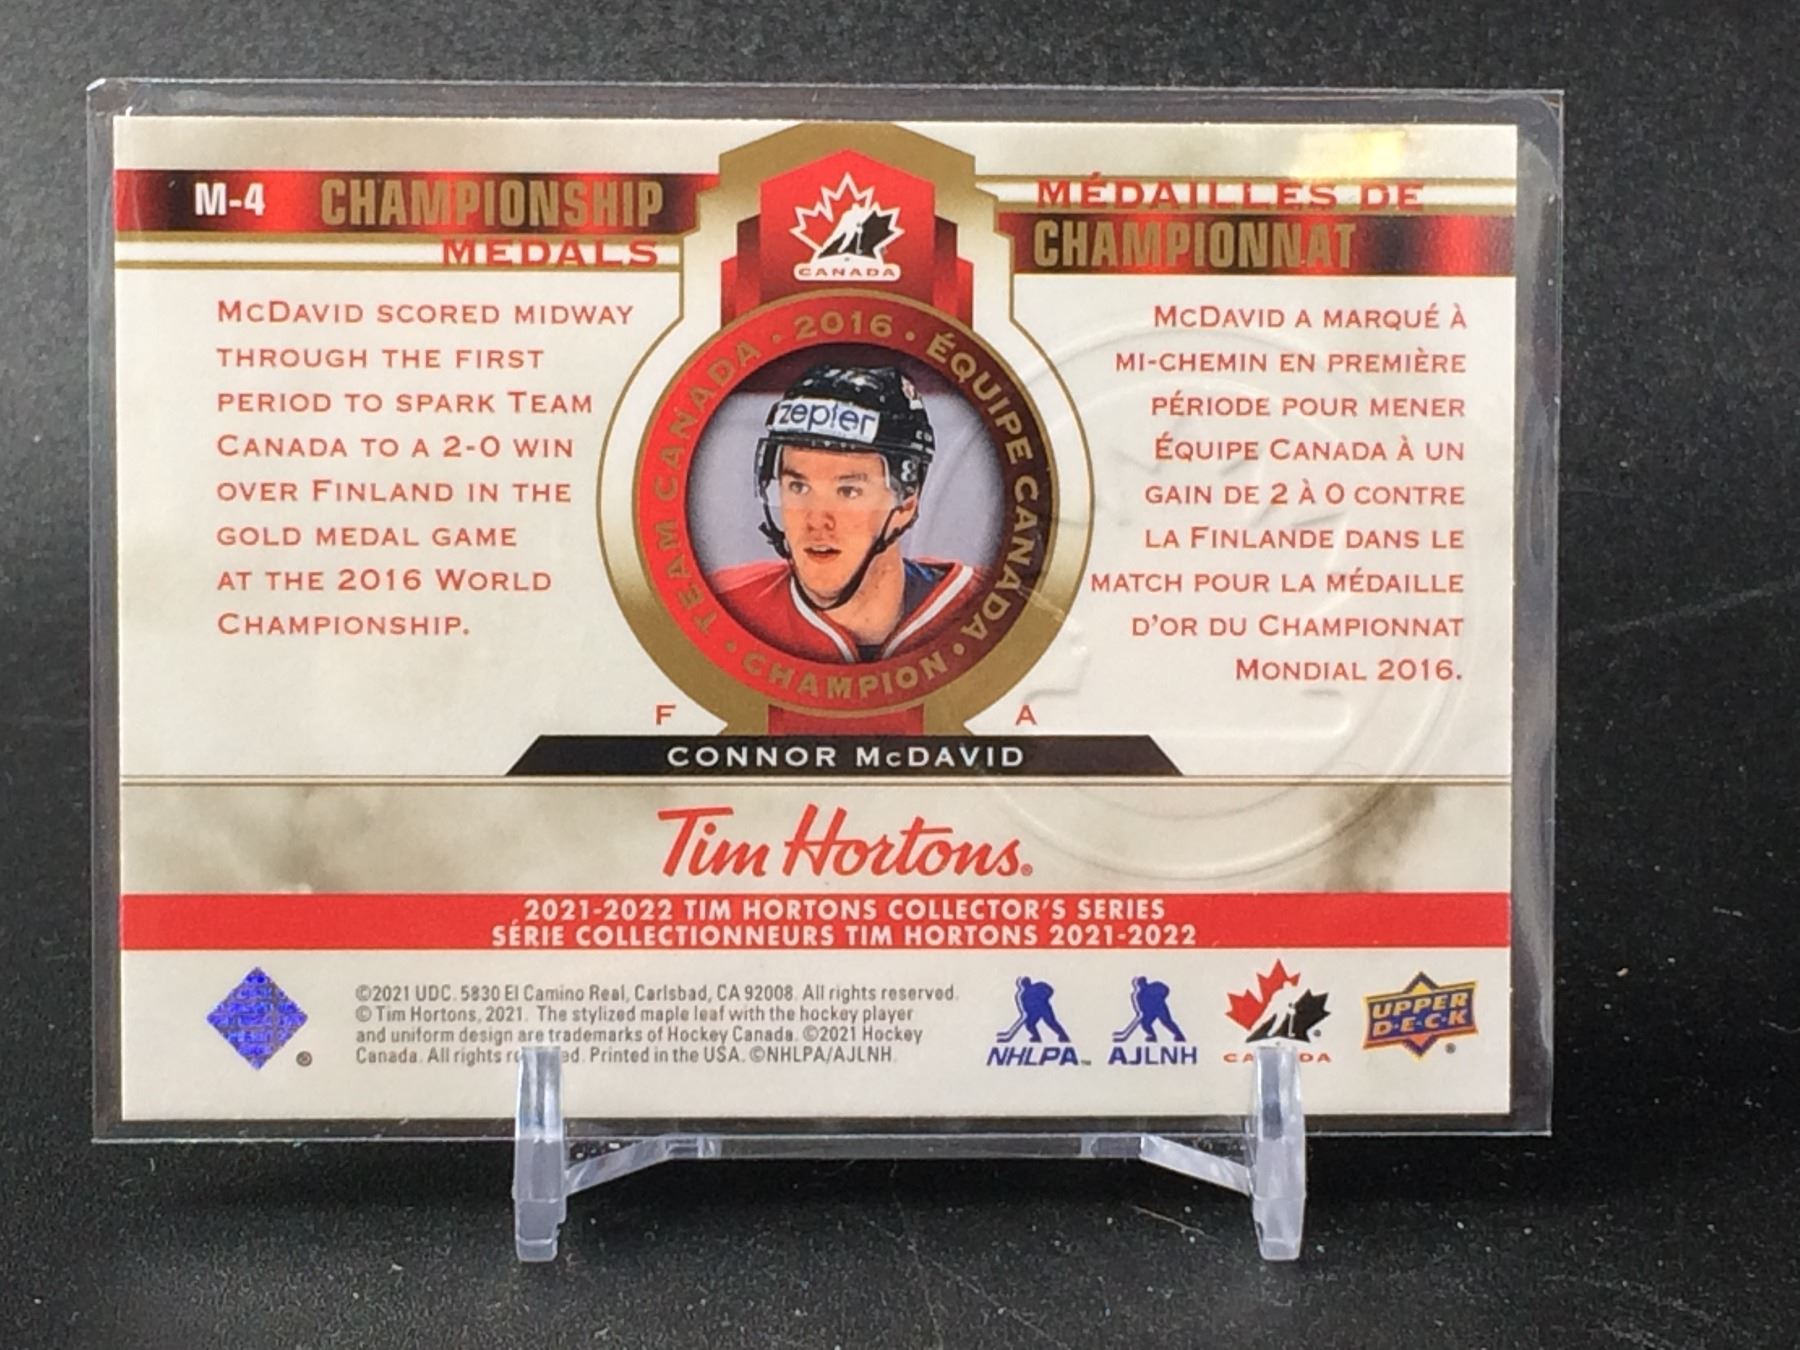 M-4 CHAMPIONSHIP
MEDALS
MÉDAILLES DE
CHAMPIONNAT
CANADA
McDAVID SCORED MIDWAY
THROUGH THE FIRST
PERIOD TO SPARK TEAM
CANADA TO A 2-0 WIN
OVER FINLAND IN THE
GOLD MEDAL GAME
AT THE 2016 WORLD
CHAMPIONSHIP.
TEAM CANADA • 2016 • ÉQUIPE CANADA • CHAMPION •
zepter
McDAVID A MARQUÉ À
MI-CHEMIN EN PREMIÈRE
PÉRIODE POUR MENER
ÉQUIPE CANADA À UN
GAIN DE 2 À 0 CONTRE
LA FINLANDE DANS LE
MATCH POUR LA MÉDAILLE
D'OR DU CHAMPIONNAT
MONDIAL 2016.
F
A
CONNOR McDAVID
Tim Hortons®
2021-2022 TIM HORTONS COLLECTOR'S SERIES
SÉRIE COLLECTIONNEURS TIM HORTONS 2021-2022
©2021 UDC. 5830 El Camino Real, Carlsbad, CA 92008. All rights reserved.
© Tim Hortons, 2021. The stylized maple leaf with the hockey player
and uniform design are trademarks of Hockey Canada. ©2021 Hockey
Canada. All rights ed. Printed in the USA. ©NHLPA/AJLNH.
®
NHLPA™
AJLNH
CANADA
UPPER
D•E•C•K
®